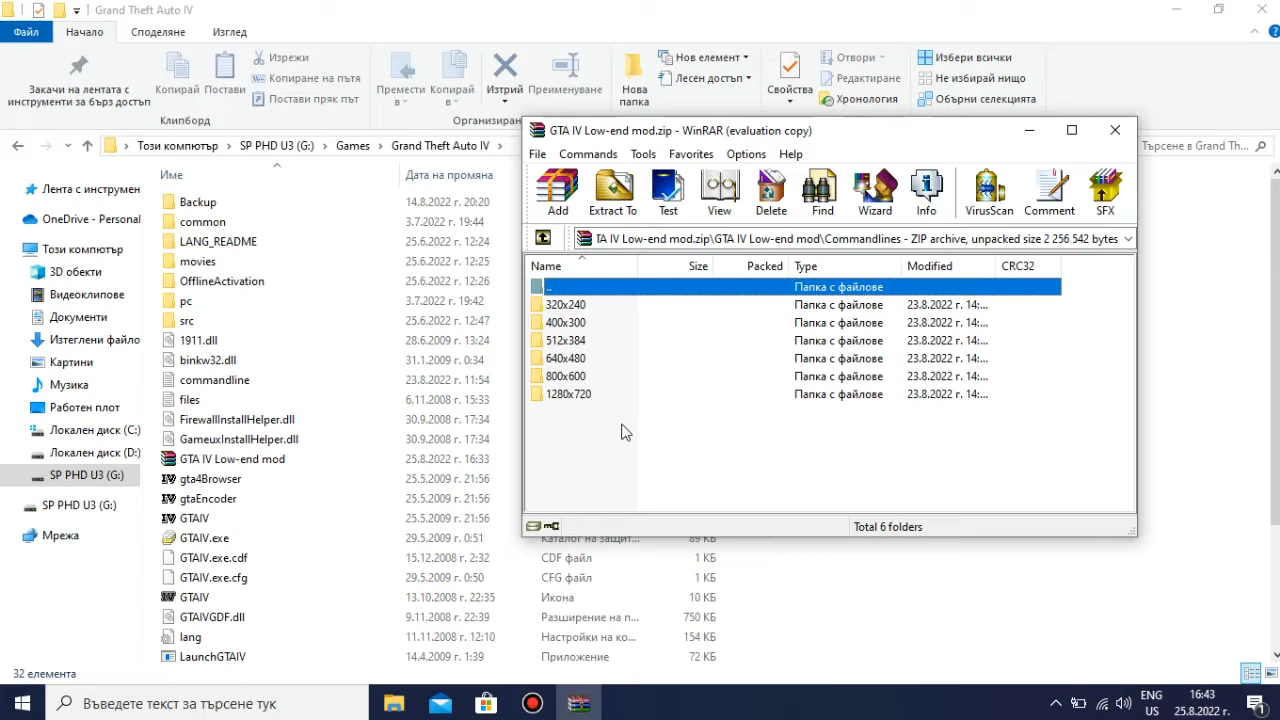 Grand Theft Auto IV
Файл
Начало
Споделяне
Изглед
Закачи на лентата с инструменти за бърз достъп
Копирай
Постави
Изрежи
Копиране на пътя
Постави пряк път
Клипборд
Премести в
Копирай в
Изтрий
Преименуване
Организиран
Нова папка
Нов елемент
Лесен достъп
Свойства
Отвори
Редактиране
Хронология
Избери всички
Не избирай нищо
Обърни селекцията
Този компютър
SP PHD U3 (G:)
Games
Grand Theft Auto IV
Търсене в Grand Th...
Лента с инструмен
OneDrive - Personal
Този компютър
3D обекти
Видеоклипове
Документи
Изтеглени файло
Картини
Музика
Работен плот
Локален диск (C:)
Локален диск (D:)
SP PHD U3 (G:)
SP PHD U3 (G:)
Мрежа
Име
Дата на промяна
Backup 14.8.2022 г. 20:20
common 3.7.2022 г. 19:44
LANG_README 25.6.2022 г. 12:24
movies 25.6.2022 г. 12:25
OfflineActivation 25.6.2022 г. 12:26
pc 3.7.2022 г. 19:42
src 25.6.2022 г. 12:47
1911.dll 28.6.2009 г. 13:24
binkw32.dll 31.1.2009 г. 0:34
commandline 23.8.2022 г. 11:54
files 6.11.2008 г. 15:33
FirewallInstallHelper.dll 30.9.2008 г. 17:34
GameuxInstallHelper.dll 30.9.2008 г. 17:34
GTA IV Low-end mod 25.8.2022 г. 16:33
gta4Browser 25.5.2009 г. 21:56
gtaEncoder 25.5.2009 г. 21:56
GTAIV 25.5.2009 г. 21:56
GTAIV.exe 29.5.2009 г. 0:51 Каталог на защит... 89 КБ
GTAIV.exe.cdf 15.12.2008 г. 2:32 CDF файл 1 КБ
GTAIV.exe.cfg 29.5.2009 г. 0:50 CFG файл 1 КБ
GTAIV 13.10.2008 г. 22:35 Икона 10 КБ
GTAIVGDF.dll 9.11.2008 г. 22:39 Разширение на п... 750 КБ
lang 11.11.2008 г. 12:10 Настройки на ко... 154 КБ
LaunchGTAIV 14.4.2009 г. 1:39 Приложение 72 КБ
32 елемента
GTA IV Low-end mod.zip - WinRAR (evaluation copy)
File Commands Tools Favorites Options Help
Add Extract To Test View Delete Find Wizard Info VirusScan Comment SFX
TA IV Low-end mod.zip\GTA IV Low-end mod\Commandlines - ZIP archive, unpacked size 2 256 542 bytes
Name Size Packed Type Modified CRC32
.. Папка с файлове
320x240 Папка с файлове 23.8.2022 г. 14:...
400x300 Папка с файлове 23.8.2022 г. 14:...
512x384 Папка с файлове 23.8.2022 г. 14:...
640x480 Папка с файлове 23.8.2022 г. 14:...
800x600 Папка с файлове 23.8.2022 г. 14:...
1280x720 Папка с файлове 23.8.2022 г. 14:...
Total 6 folders
Въведете текст за търсене тук
ENG
US
16:43
25.8.2022 г.
1